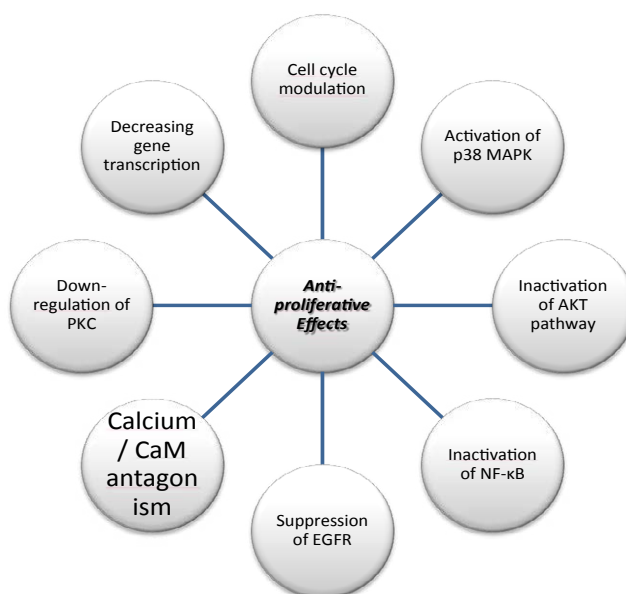 Cell cycle
modulation
Decreasing
gene
transcription
Activation of
p38 MAPK
Down-
regulation of
PKC
Anti-
proliferative
Effects
Inactivation
of AKT
pathway
Calcium
/ CaM
antagon
ism
Inactivation
of NF-κB
Suppression
of EGFR